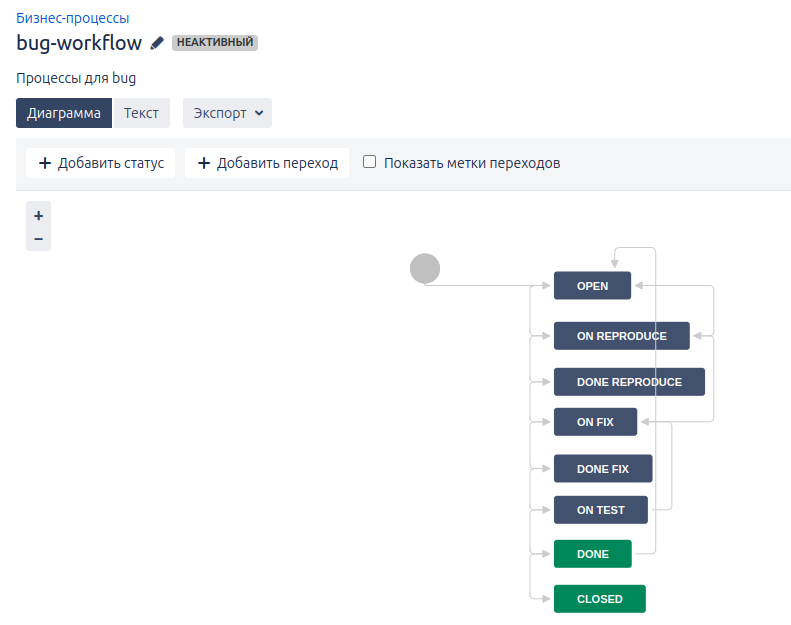 Бизнес-процессы
bug-workflow НЕАКТИВНЫЙ
Процессы для bug
Диаграмма Текст Экспорт
+ Добавить статус + Добавить переход Показать метки переходов
+
−
OPEN
ON REPRODUCE
DONE REPRODUCE
ON FIX
DONE FIX
ON TEST
DONE
CLOSED